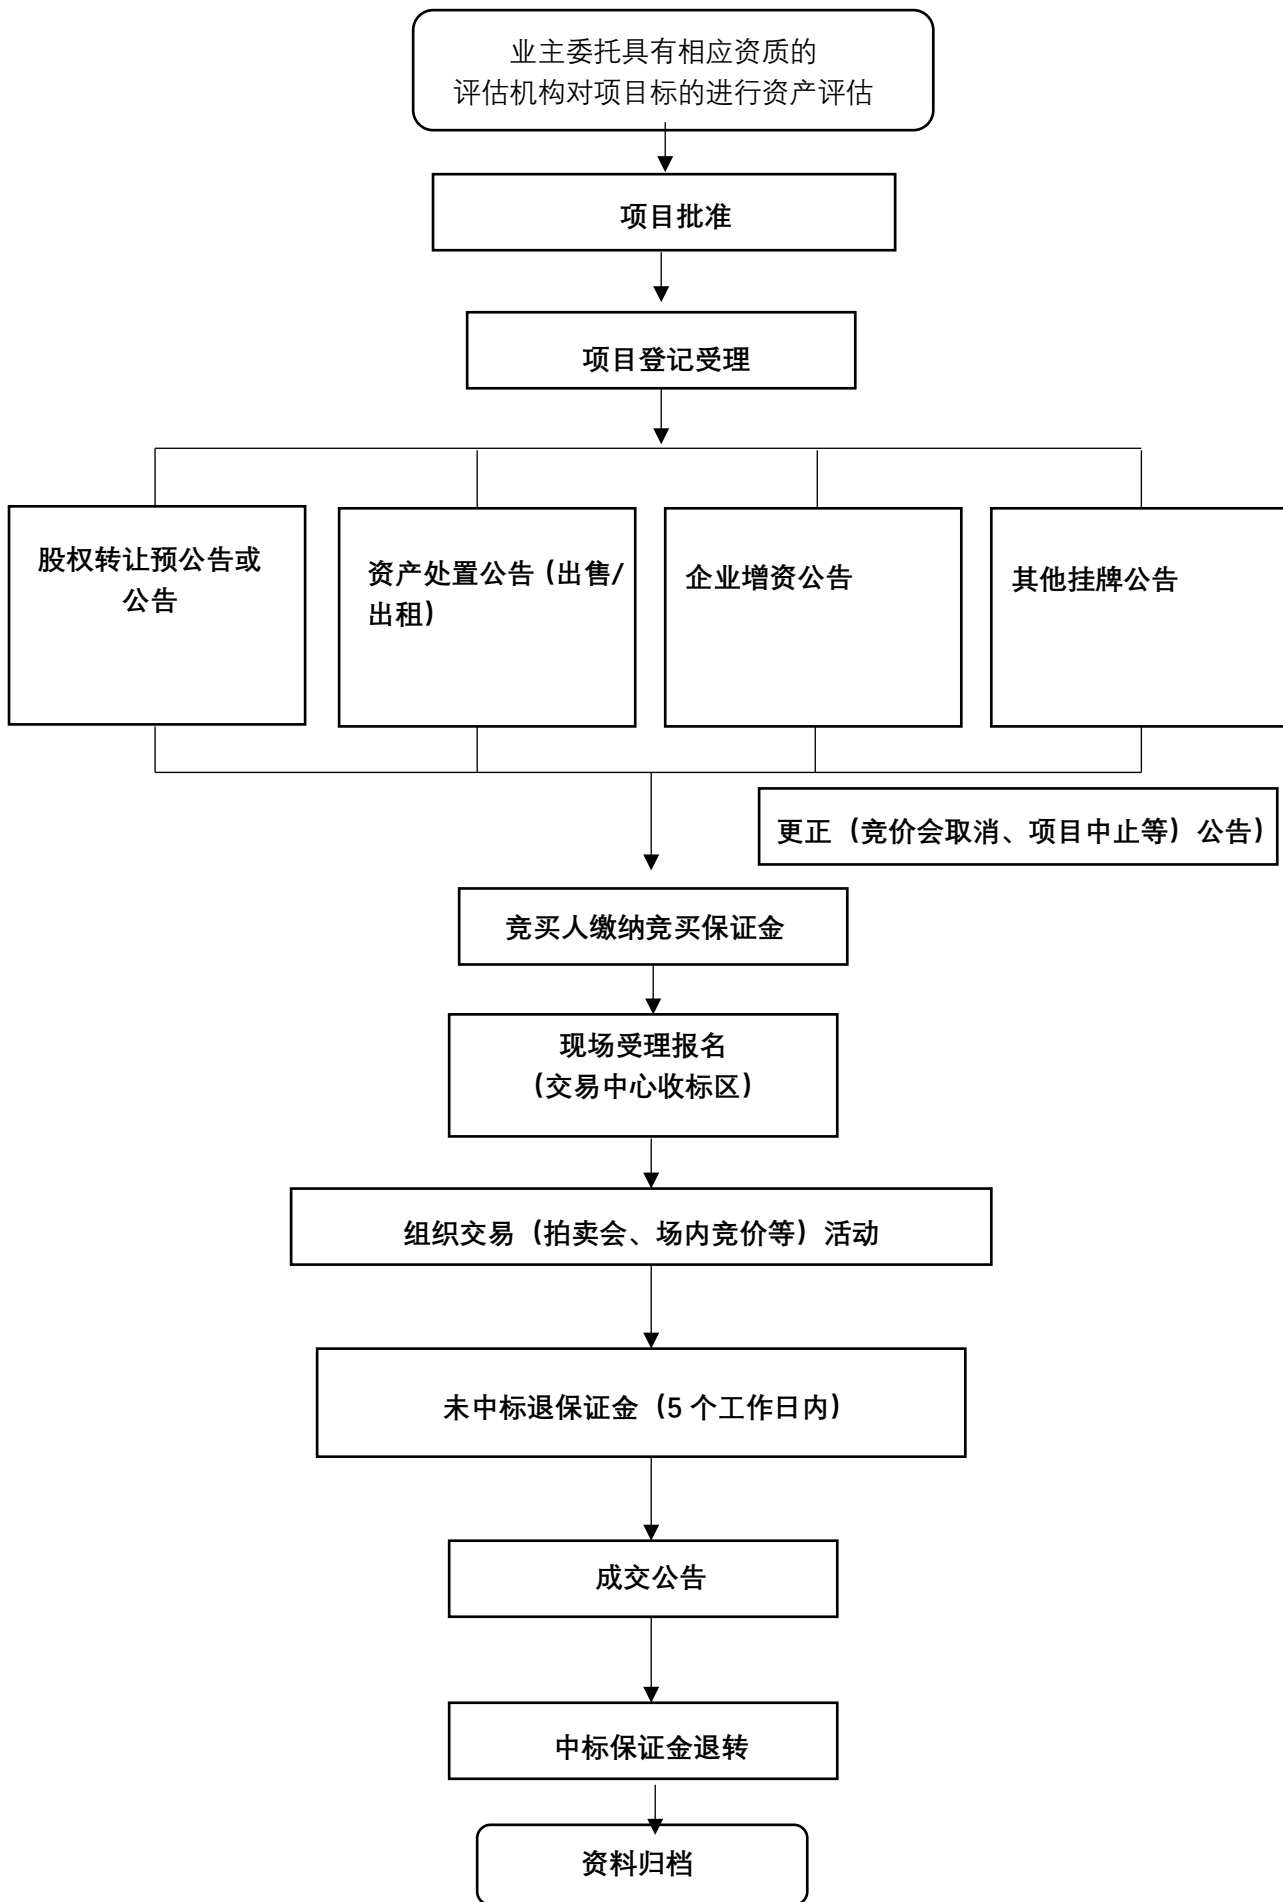 业主委托具有相应资质的
评估机构对项目标的进行资产评估
项目批准
项目登记受理
股权转让预公告或
公告
资产处置公告（出售/
出租）
企业增资公告
其他挂牌公告
更正（竞价会取消、项目中止等）公告）
竞买人缴纳竞买保证金
现场受理报名
（交易中心收标区）
组织交易（拍卖会、场内竞价等）活动
未中标退保证金（5 个工作日内）
成交公告
中标保证金退转
资料归档